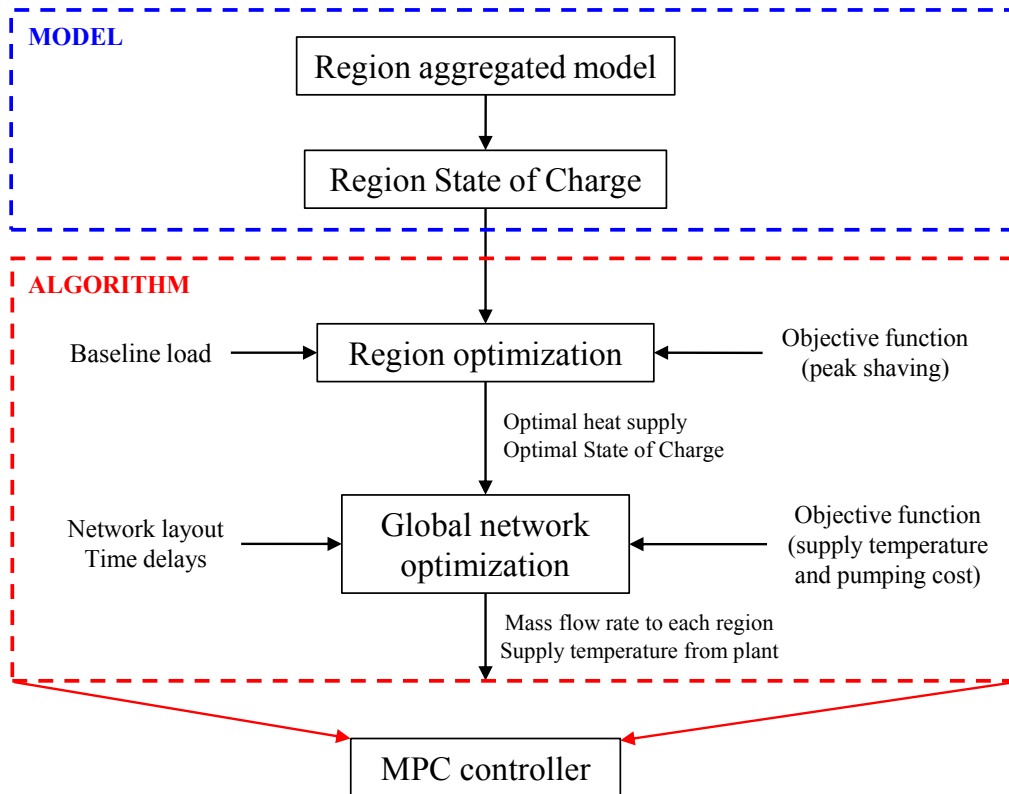 MODEL
Region aggregated model
Region State of Charge
ALGORITHM
Baseline load
Region optimization
Objective function
(peak shaving)
Optimal heat supply
Optimal State of Charge
Network layout
Time delays
Global network
optimization
Objective function
(supply temperature
and pumping cost)
Mass flow rate to each region
Supply temperature from plant
MPC controller